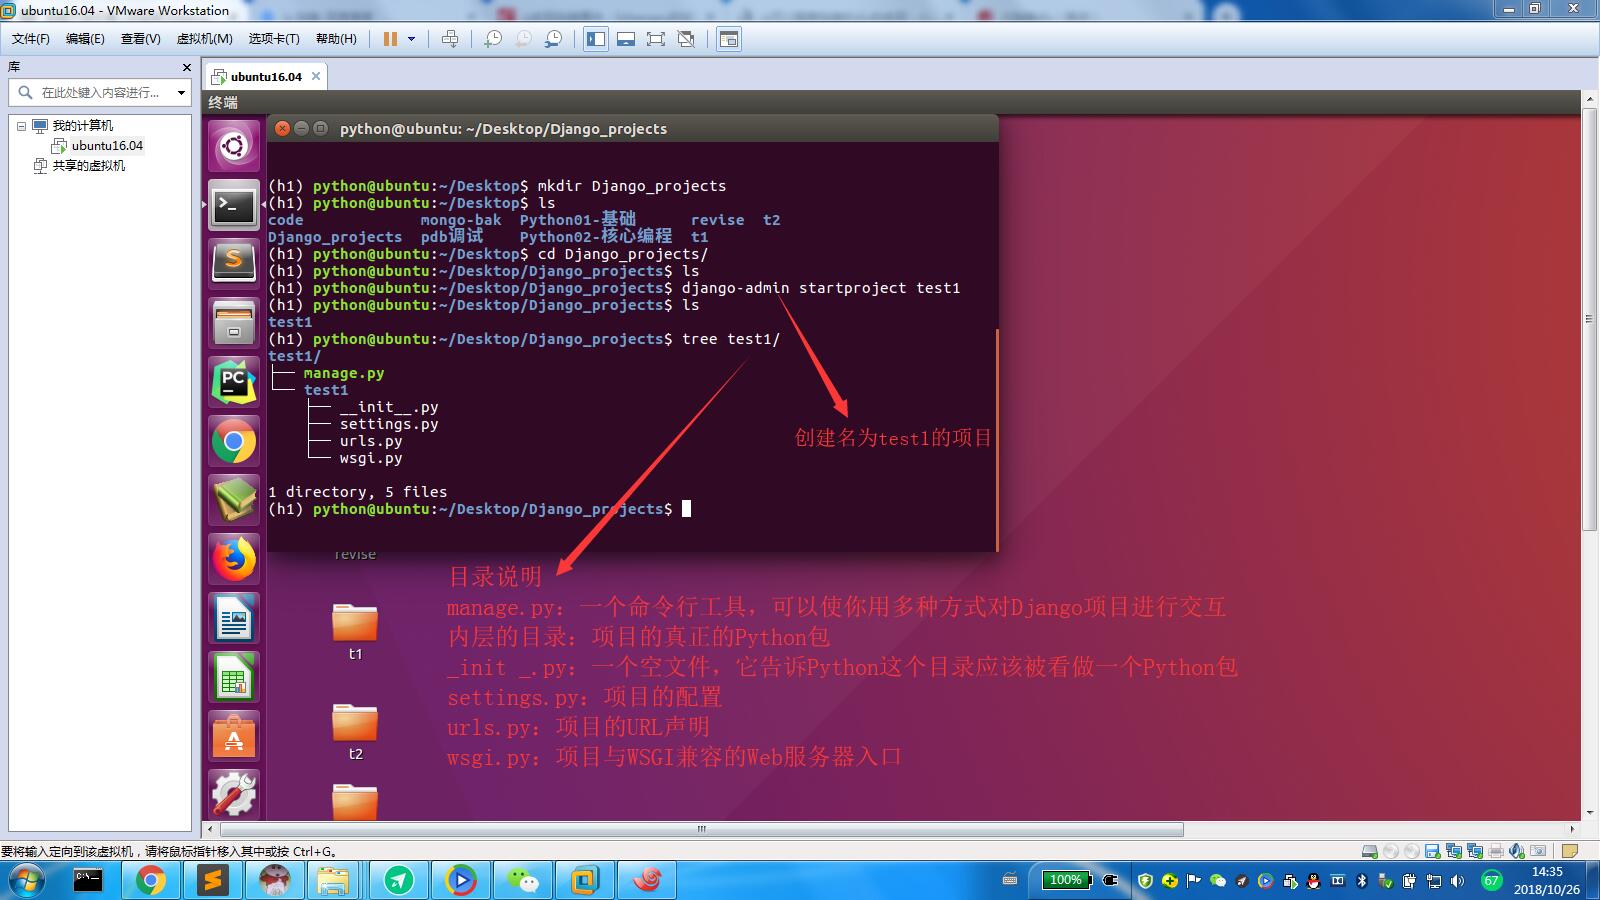 ubuntu16.04 - VMware Workstation
文件(F) 编辑(E) 查看(V) 虚拟机(M) 选项卡(T) 帮助(H)
库
在此处键入内容进行...
我的计算机
ubuntu16.04
共享的虚拟机
ubuntu16.04
终端
python@ubuntu: ~/Desktop/Django_projects
(h1) python@ubuntu:~/Desktop$ mkdir Django_projects
(h1) python@ubuntu:~/Desktop$ ls
code mongo-bak Python01-基础 revise t2
Django_projects pdb调试 Python02-核心编程 t1
(h1) python@ubuntu:~/Desktop$ cd Django_projects/
(h1) python@ubuntu:~/Desktop/Django_projects$ ls
(h1) python@ubuntu:~/Desktop/Django_projects$ django-admin startproject test1
(h1) python@ubuntu:~/Desktop/Django_projects$ ls
test1
(h1) python@ubuntu:~/Desktop/Django_projects$ tree test1/
test1/
├── manage.py
└── test1
    ├── __init__.py
    ├── settings.py
    ├── urls.py
    └── wsgi.py
1 directory, 5 files
(h1) python@ubuntu:~/Desktop/Django_projects$
创建名为test1的项目
revise
t1
t2
目录说明
manage.py：一个命令行工具，可以使你用多种方式对Django项目进行交互
内层的目录：项目的真正的Python包
_init _.py：一个空文件，它告诉Python这个目录应该被看做一个Python包
settings.py：项目的配置
urls.py：项目的URL声明
wsgi.py：项目与WSGI兼容的Web服务器入口
要将输入定向到该虚拟机，请将鼠标指针移入其中或按 Ctrl+G。
100%
67
14:35
2018/10/26